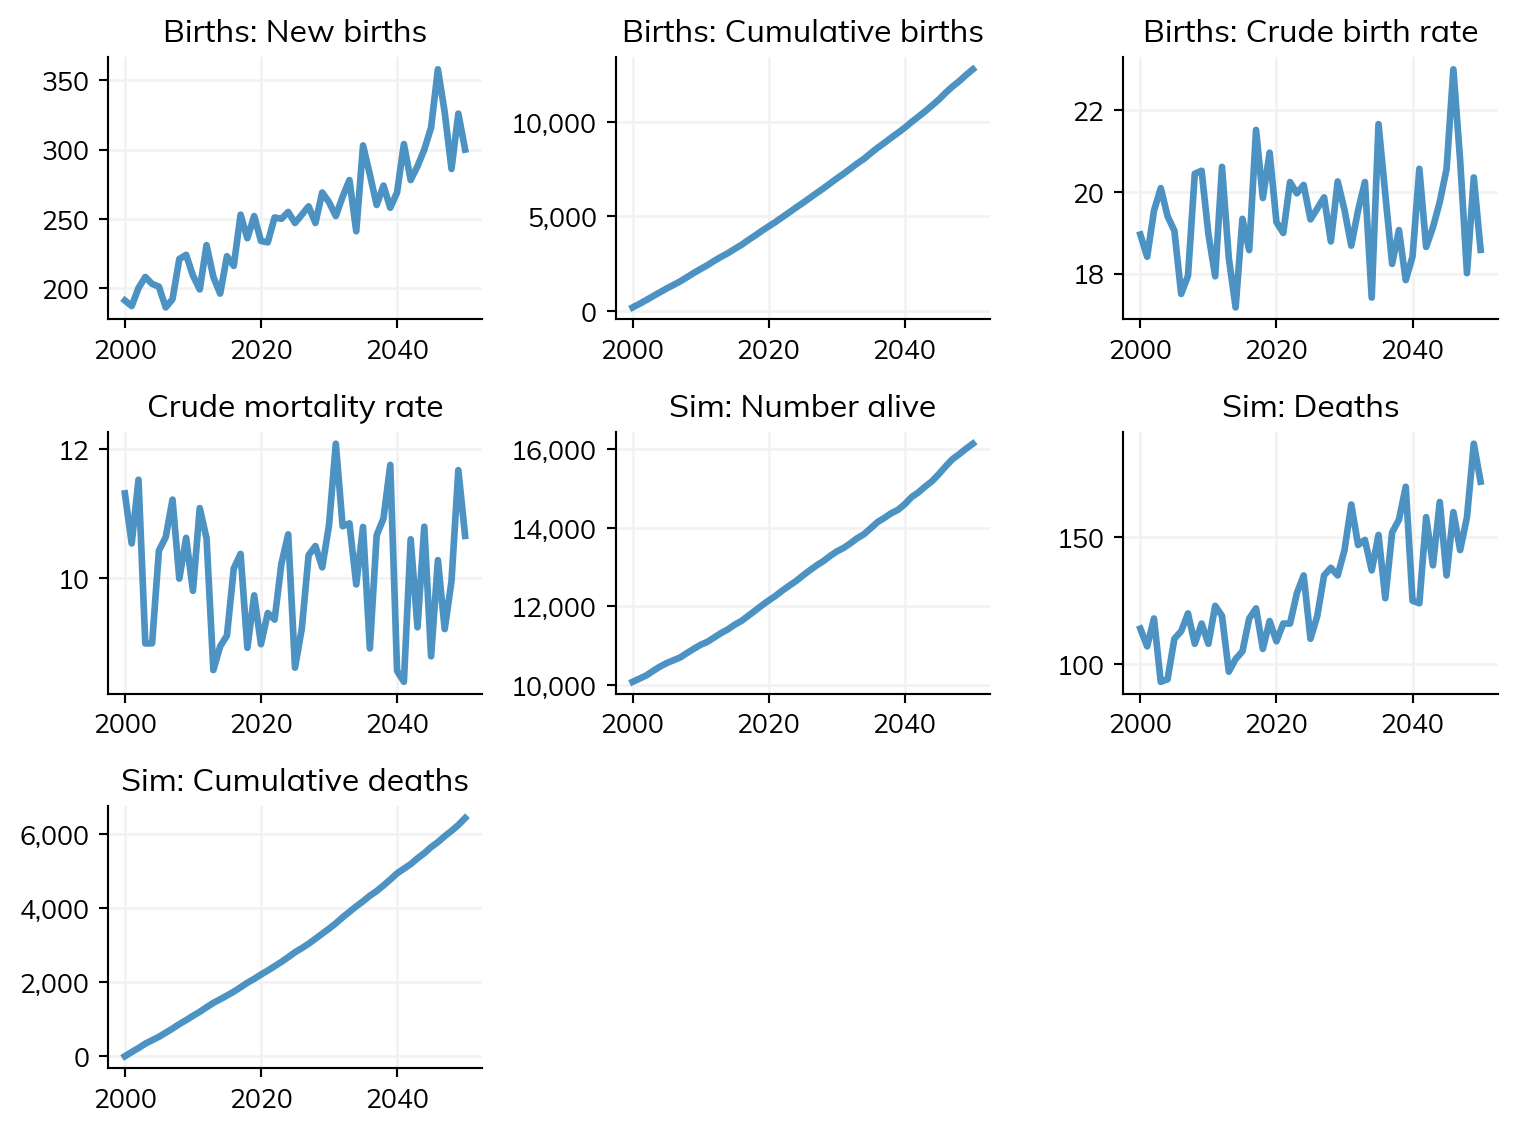 Births: New births
350
300
250
200
2000 2020 2040
Births: Cumulative births
10,000
5,000
0
2000 2020 2040
Births: Crude birth rate
22
20
18
2000 2020 2040
Crude mortality rate
12
10
2000 2020 2040
Sim: Number alive
16,000
14,000
12,000
10,000
2000 2020 2040
Sim: Deaths
150
100
2000 2020 2040
Sim: Cumulative deaths
6,000
4,000
2,000
0
2000 2020 2040